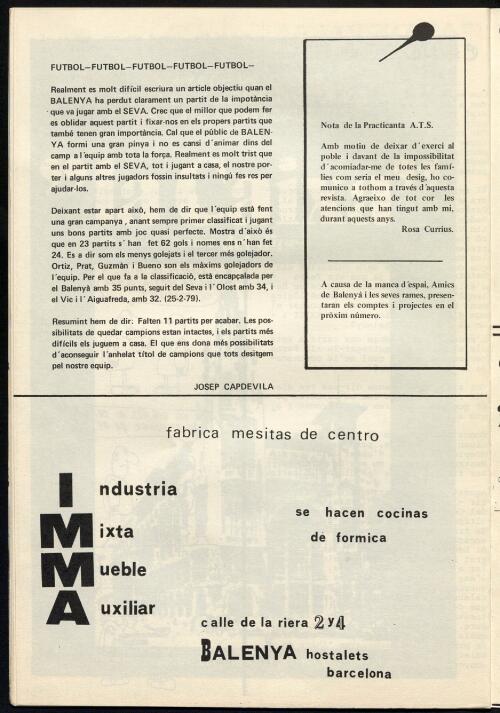 FUTBOL—FUTBOL—FUTBOL—FUTBOL—FUTBOL—
Realment es molt difícil escriura un article objectiu quan el
BALENYA ha perdut clarament un partit de la impotància
que va jugar amb el SEVA. Crec que el millor que podem fer
es oblidar aquest partit i fixar-nos en els propers partits que
també tenen gran importància. Cal que el públic de BALEN-
YA formi una gran pinya i no es cansi d'animar dins del
camp a l'equip amb tota la força. Realment es molt trist que
en el partit amb el SEVA, tot i jugant a casa, el nostre por-
ter i alguns altres jugadors fossin insultats i ningú fes res per
ajudar-los.
Deixant estar apart això, hem de dir que l'equip està fent
una gran campanya , anant sempre primer classificat i jugant
uns bons partits amb joc quasi perfecte. Mostra d'això és
que en 23 partits s' han fet 62 gols i nomes ens n'han fet
24. Es a dir som els menys golejats i el tercer més golejador.
Ortiz, Prat, Guzmàn i Bueno son els màxims golejadors de
l'equip. Per el que fa a la classificació, està encapçalada per
el Balenyà amb 35 punts, seguit del Seva i l'Olost amb 34, i
el Vic i l' Aiguafreda, amb 32. (25-2-79).
Resumint hem de dir: Falten 11 partits per acabar. Les pos-
sibilitats de quedar campions estan intactes, i els partits més
difícils els juguem a casa. El que ens dona més possibilitats
d'aconseguir l'anhelat títol de campions que tots desitgem
pel nostre equip.
JOSEP CAPDEVILA
Nota de la Practicanta A.T.S.
Amb motiu de deixar d'exerci al
poble i davant de la impossibilitat
d'acomiadar-me de totes les famí-
lies com seria el meu desig, ho co-
munico a tothom a través d'aquesta
revista. Agraeixo de tot cor les
atencions que han tingut amb mi,
durant aquests anys.
Rosa Currius.
A causa de la manca d'espai, Amics
de Balenyà i les seves rames, presen-
taran els comptes i projectes en el
pròxim número.
fabrica mesitas de centro
Industria
Mixta
Mueble
Auxiliar
se hacen cocinas
de formica
calle de la riera 2 y 4
BALENYA hostalets
barcelona